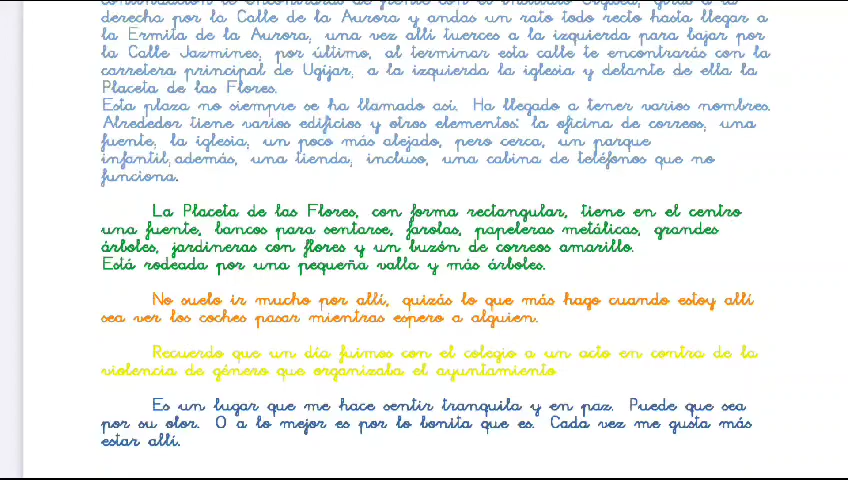 derecha por la Calle de la Aurora y andas un rato todo recto hasta llegar a
la Ermita de la Aurora, una vez allí tuerces a la izquierda para bajar por
la Calle Jazmines, por último, al terminar esta calle te encontrarás con la
carretera principal de Ugíjar, a la izquierda la iglesia y delante de ella la
Placeta de las Flores.
Esta plaza no siempre se ha llamado así. Ha llegado a tener varios nombres.
Alrededor tiene varios edificios y otros elementos: la oficina de correos, una
fuente, la iglesia, un poco más alejado, pero cerca, un parque
infantil, además, una tienda, incluso, una cabina de teléfonos que no
funciona.
La Placeta de las Flores, con forma rectangular, tiene en el centro
una fuente, bancos para sentarse, farolas, papeleras metálicas, grandes
árboles, jardineras con flores y un buzón de correos amarillo.
Está rodeada por una pequeña valla y más árboles.
No suelo ir mucho por allí, quizás lo que más hago cuando estoy allí
sea ver los coches pasar mientras espero a alguien.
Recuerdo que un día fuimos con el colegio a un acto en contra de la
violencia de género que organizaba el ayuntamiento
Es un lugar que me hace sentir tranquila y en paz. Puede que sea
por su olor. O a lo mejor es por lo bonita que es. Cada vez me gusta más
estar allí.